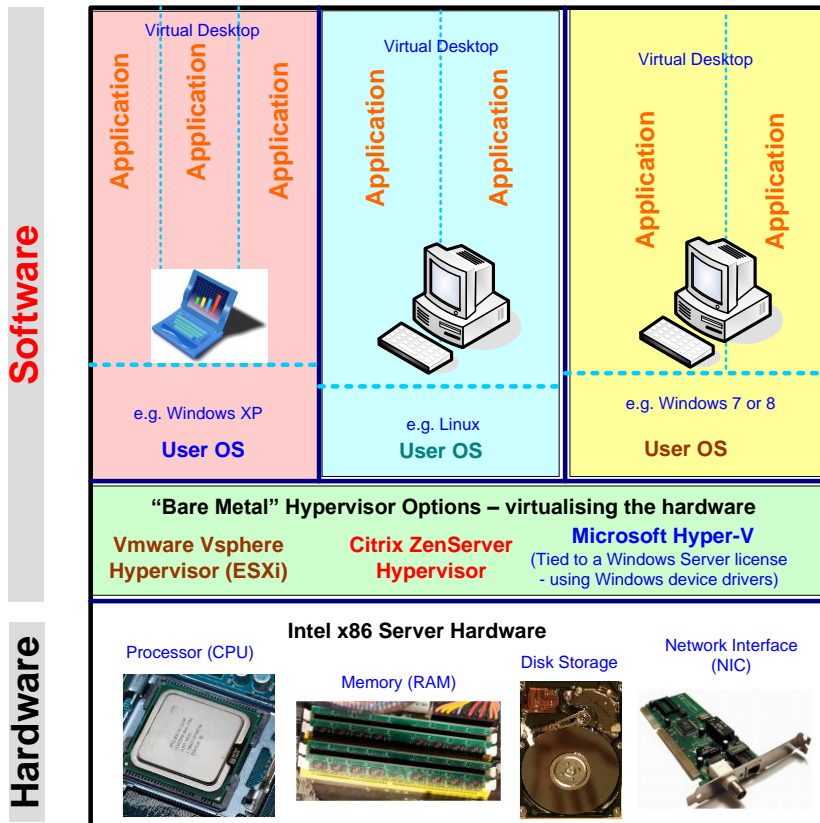 Software
Virtual Desktop
Application
Application
Application
e.g. Windows XP
User OS
Virtual Desktop
Application
Application
e.g. Linux
User OS
Virtual Desktop
Application
Application
e.g. Windows 7 or 8
User OS
“Bare Metal” Hypervisor Options – virtualising the hardware
Vmware Vsphere
Hypervisor (ESXi)
Citrix ZenServer
Hypervisor
Microsoft Hyper-V
(Tied to a Windows Server license
- using Windows device drivers)
Hardware
Intel x86 Server Hardware
Processor (CPU)
Memory (RAM)
Disk Storage
Network Interface
(NIC)